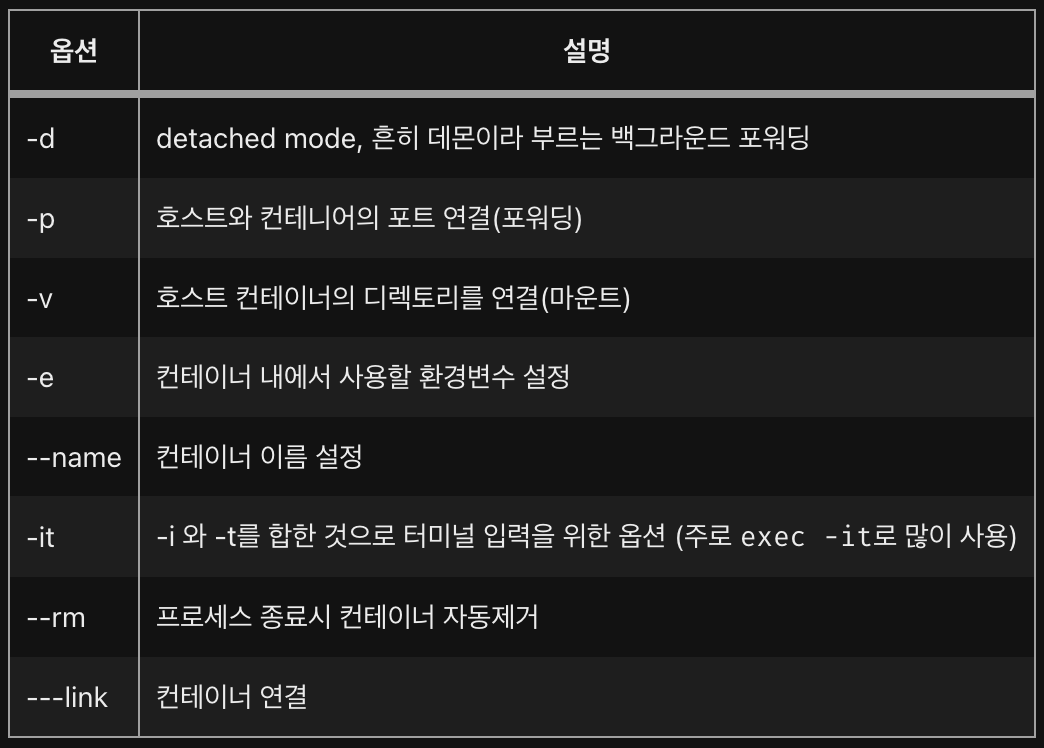 옵션 설명
-d detached mode, 흔히 데몬이라 부르는 백그라운드 포워딩
-p 호스트와 컨테니어의 포트 연결(포워딩)
-v 호스트 컨테이너의 디렉토리를 연결(마운트)
-e 컨테이너 내에서 사용할 환경변수 설정
--name 컨테이너 이름 설정
-it -i 와 -t를 합한 것으로 터미널 입력을 위한 옵션 (주로 exec -it로 많이 사용)
--rm 프로세스 종료시 컨테이너 자동제거
---link 컨테이너 연결